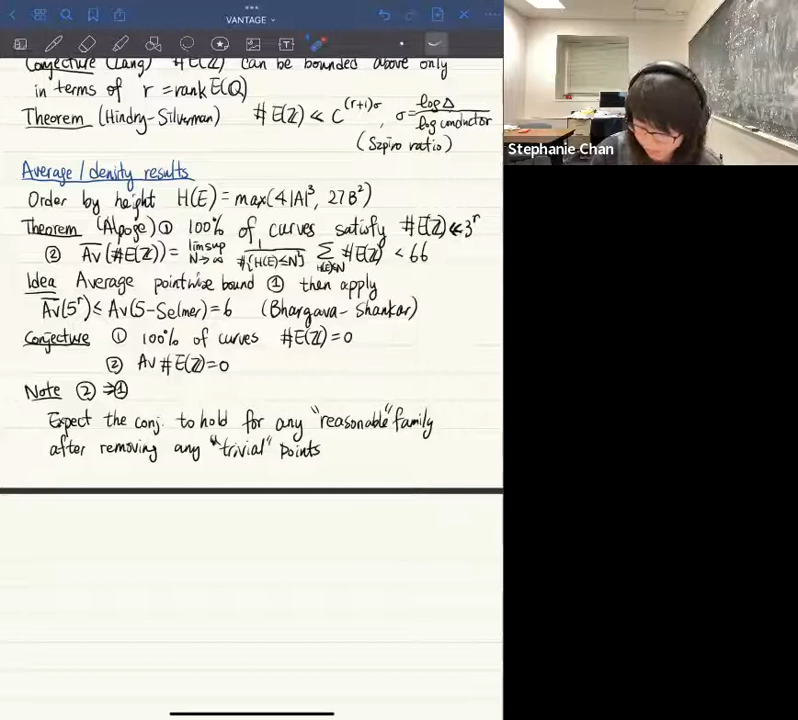 VANTAGE
Conjecture (Lang) #E(ℤ) can be bounded above only
in terms of r = rank E(ℚ)
Theorem (Hindry-Silverman) #E(ℤ) ≪ C^{(r+1)σ}, σ = log Δ / log conductor
(Szpiro ratio)
Average / density results
Order by height H(E) = max(4|A|³, 27B²)
Theorem (Alpoge) ① 100% of curves satisfy #E(ℤ) ≪ 3^r
② A̅v̅(#E(ℤ)) = limsup_{N→∞} 1/#{H(E)≤N} Σ_{H(E)≤N} #E(ℤ) < 66
Idea Average pointwise bound ① then apply
A̅v̅(5^r) ≤ Av(5-Selmer) = 6 (Bhargava-Shankar)
Conjecture ① 100% of curves #E(ℤ) = 0
② Av #E(ℤ) = 0
Note ② ⇒ ①
Expect the conj. to hold for any "reasonable" family
after removing any "trivial" points
Stephanie Chan